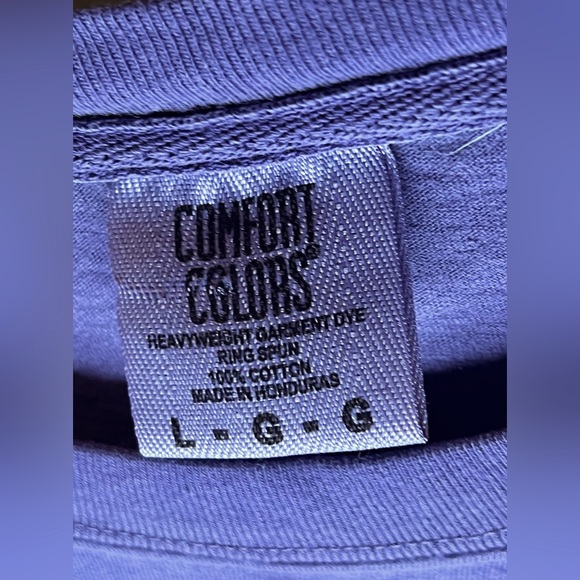 COMFORT
COLORS®
HEAVYWEIGHT GARMENT DYE
RING SPUN
100% COTTON
MADE IN HONDURAS
L - G - G